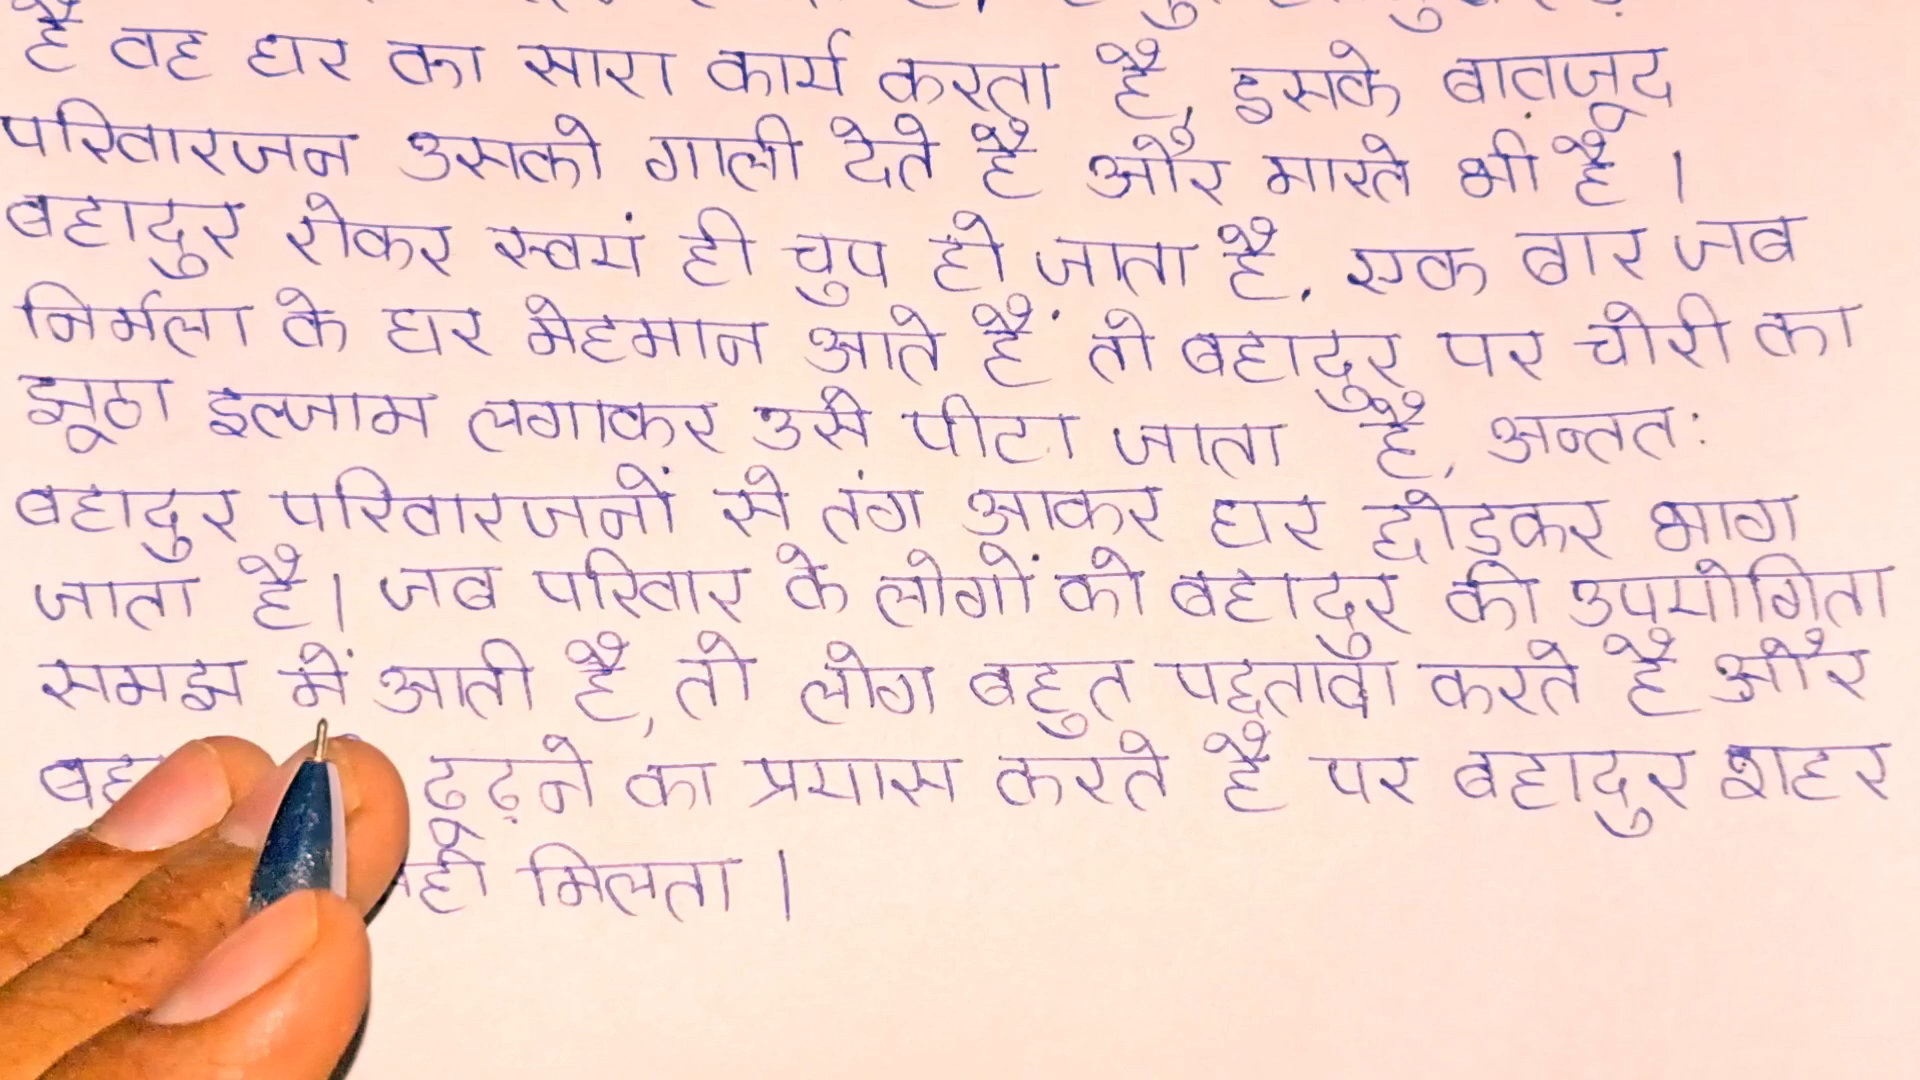 है वह घर का सारा कार्य करता है, इसके बावजूद
परिवारजन उसको गाली देते है और मारते भी है।
बहादुर रोकर स्वयं ही चुप हो जाता है, एक बार जब
निर्मला के घर मेहमान आते हैं तो बहादुर पर चोरी का
झूठा इल्जाम लगाकर उसे पीटा जाता है, अन्ततः
बहादुर परिवारजनों से तंग आकर घर छोड़कर भाग
जाता है। जब परिवार के लोगों को बहादुर की उपयोगिता
समझ में आती है, तो लोग बहुत पछतावा करते है और
ढूढ़ने का प्रयास करते है पर बहादुर शहर
मिलता।